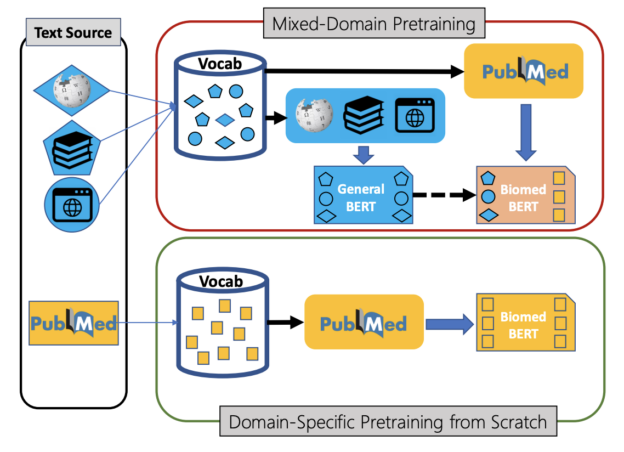 Text Source
Mixed-Domain Pretraining
Vocab
PubMed
General
BERT
Biomed
BERT
PubMed
Vocab
PubMed
Biomed
BERT
Domain-Specific Pretraining from Scratch